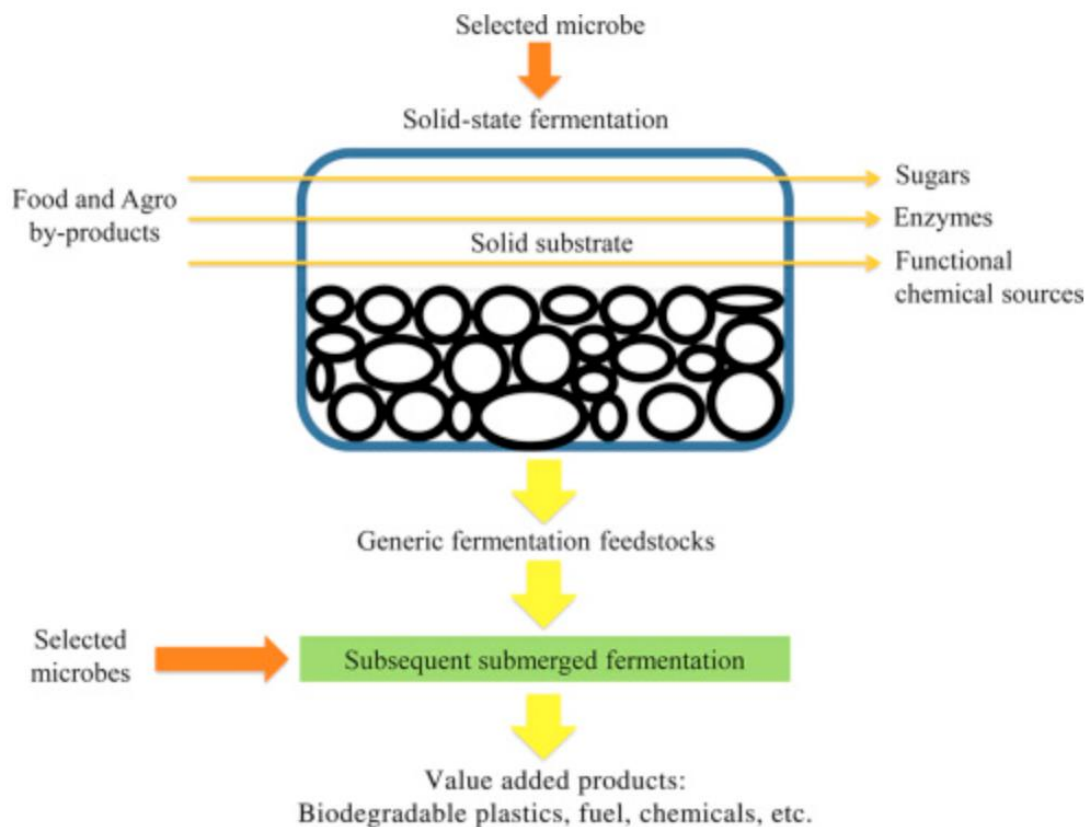 Selected microbe
Solid-state fermentation
Food and Agro
by-products
Sugars
Enzymes
Solid substrate
Functional
chemical sources
Generic fermentation feedstocks
Selected
microbes
Subsequent submerged fermentation
Value added products:
Biodegradable plastics, fuel, chemicals, etc.